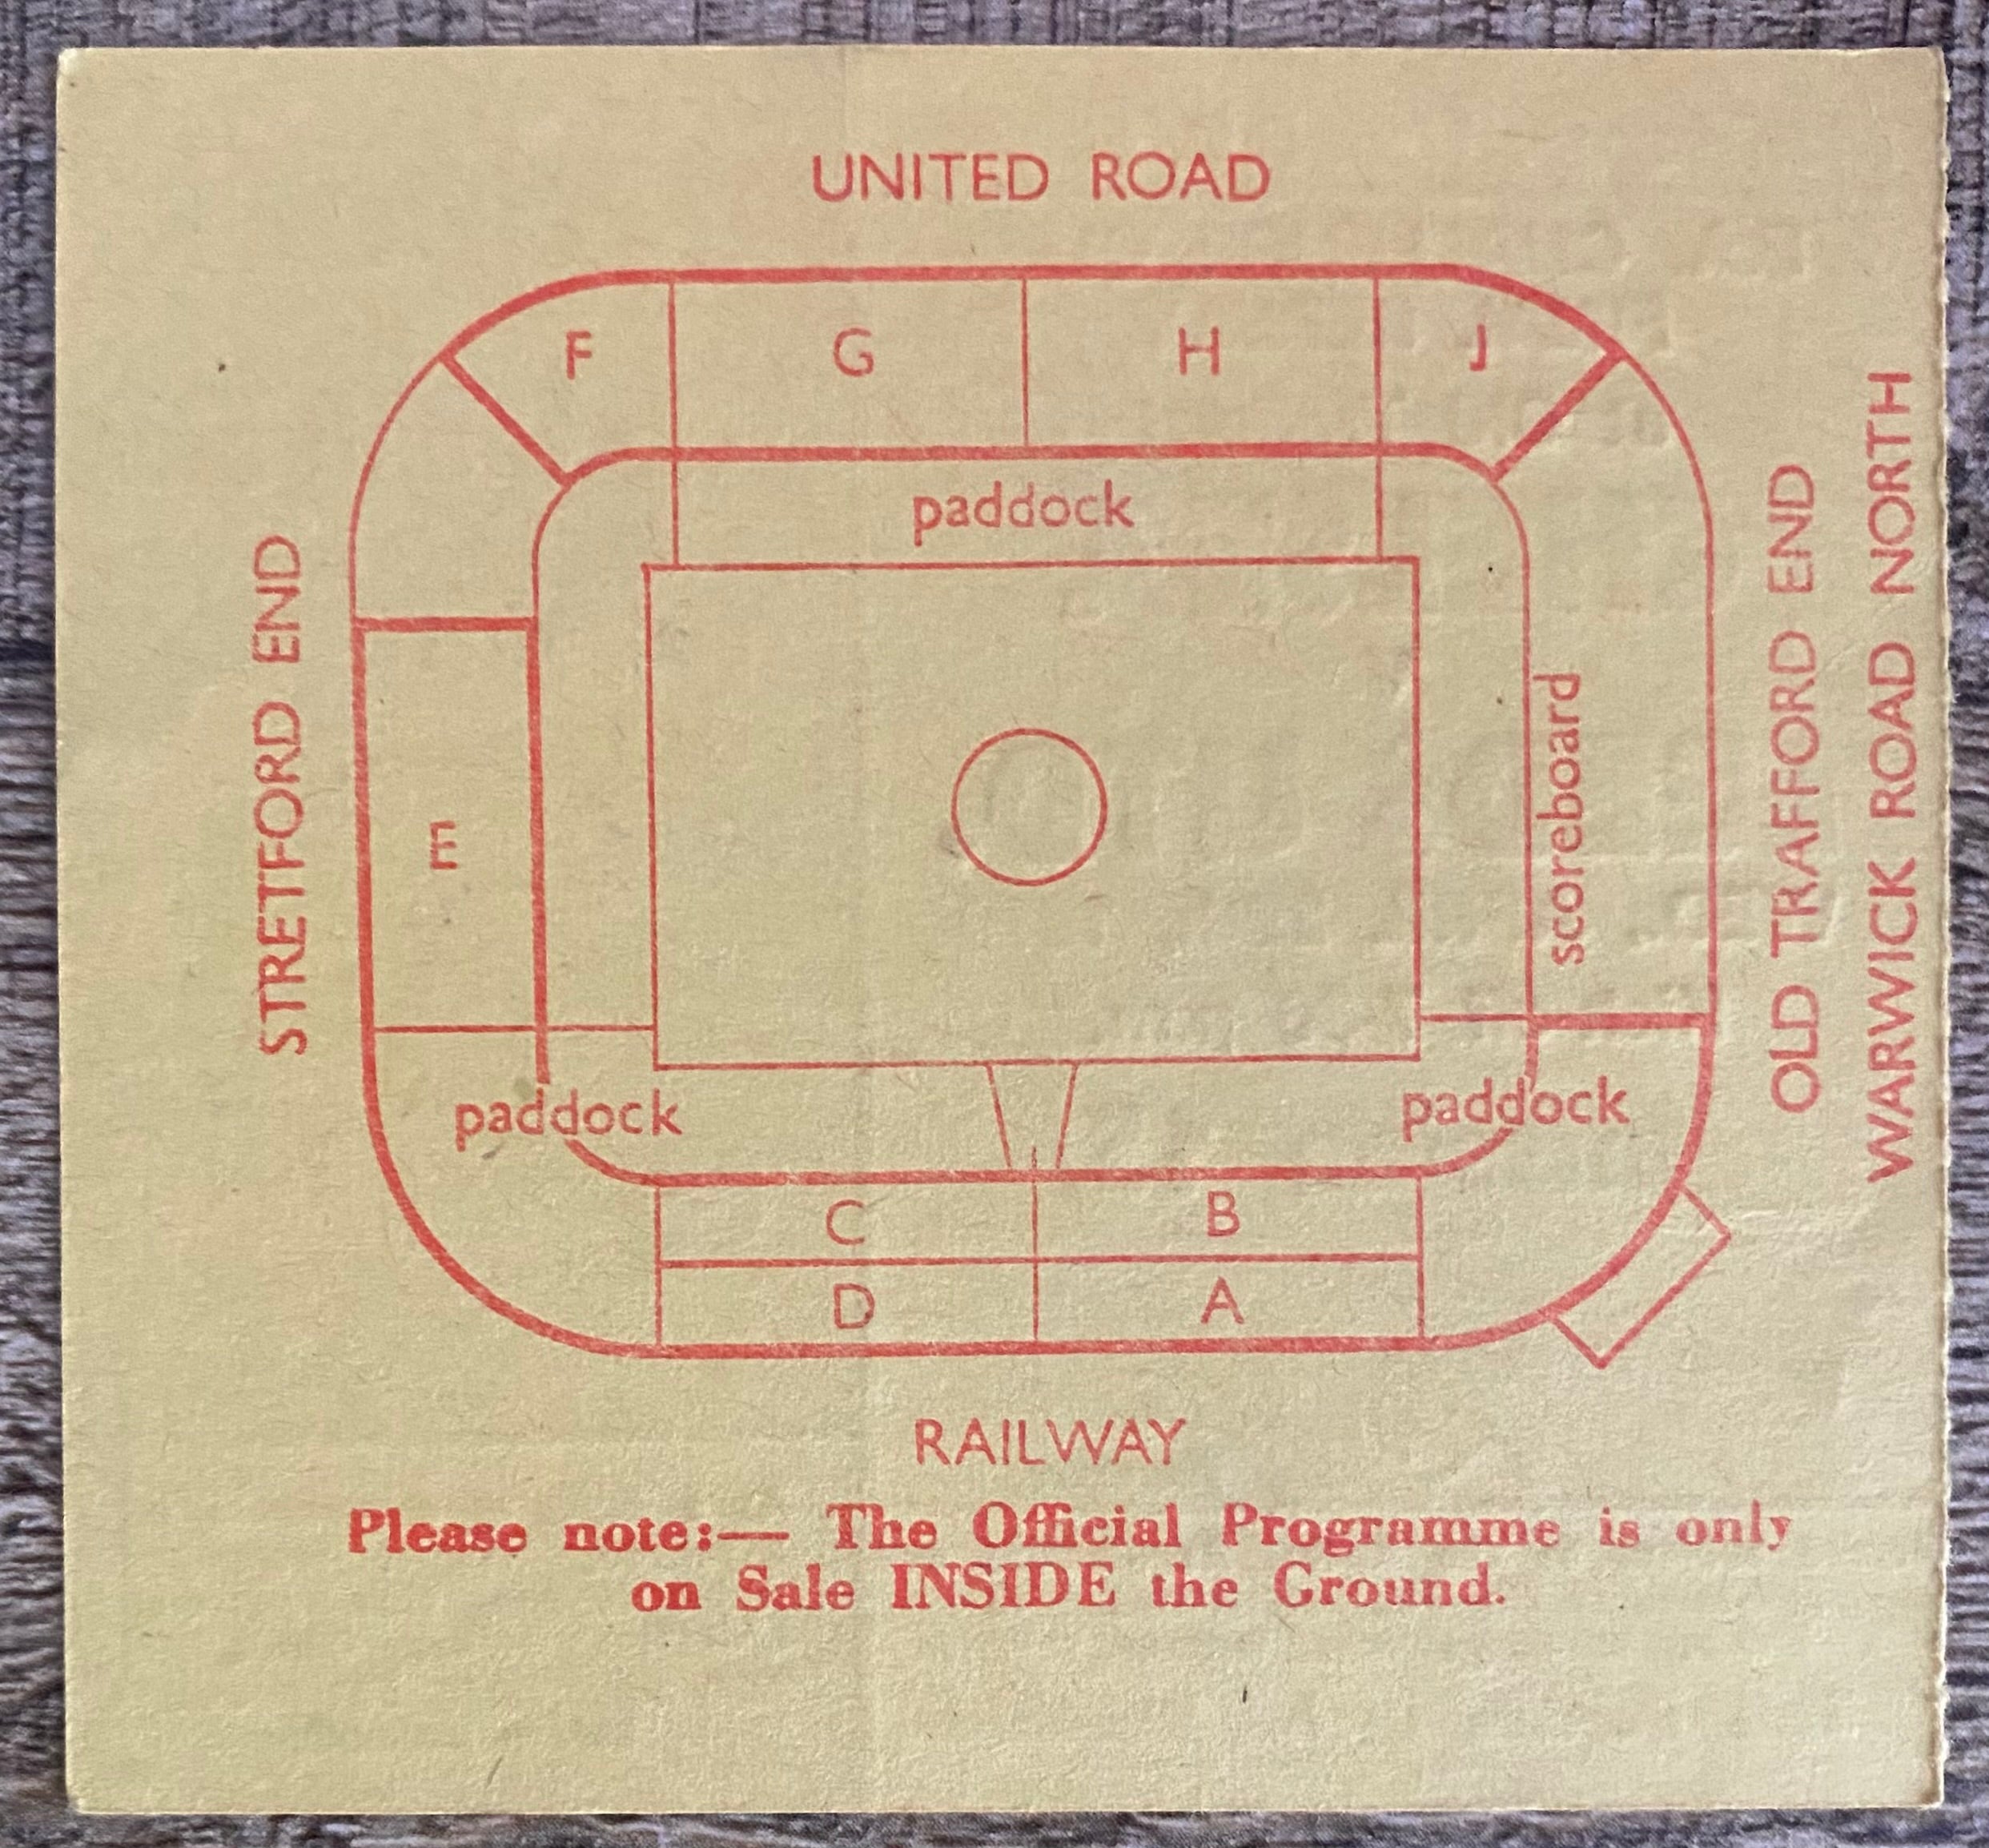 UNITED ROAD
F G H J
paddock
STRETFORD END
E
scoreboard
OLD TRAFFORD END
WARWICK ROAD NORTH
paddock paddock
C B
D A
RAILWAY
Please note:— The Official Programme is only
on Sale INSIDE the Ground.